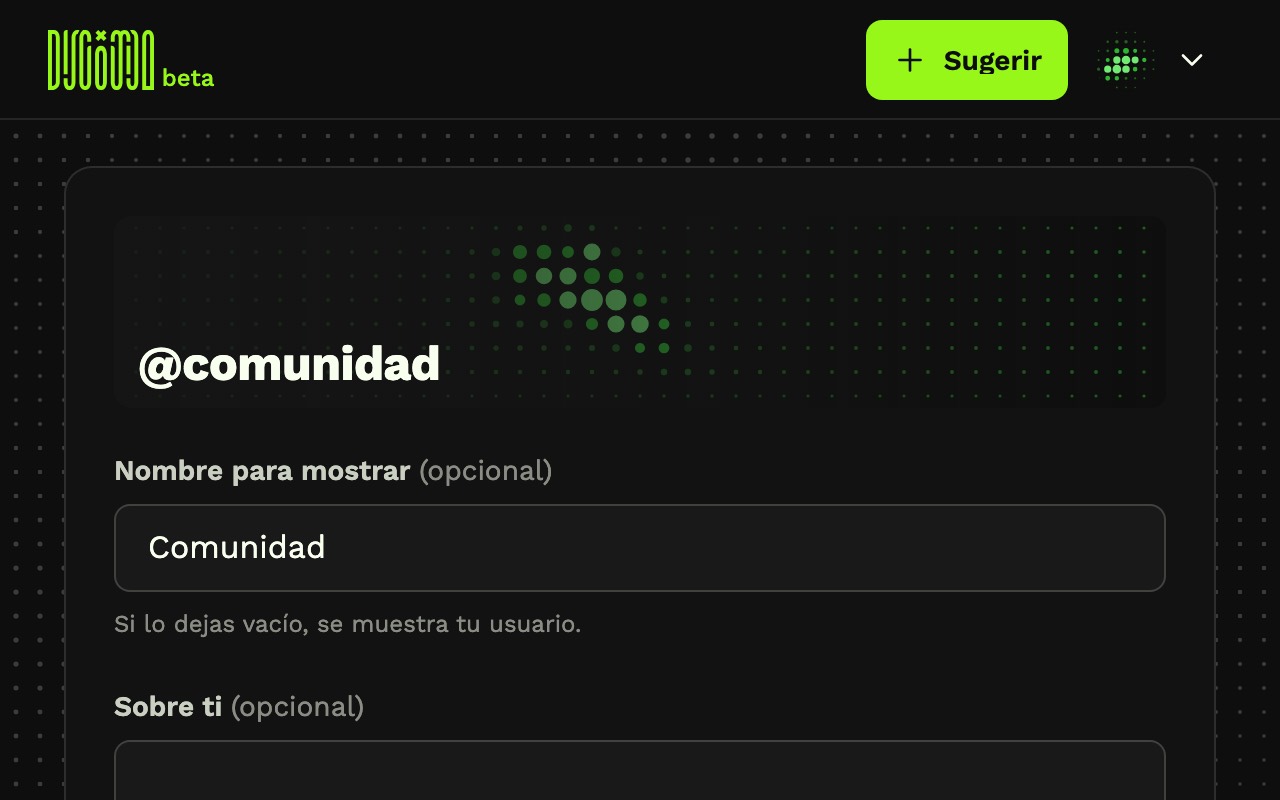 beta
Sugerir
@comunidad
Nombre para mostrar (opcional)
Comunidad
Si lo dejas vacío, se muestra tu usuario.
Sobre ti (opcional)